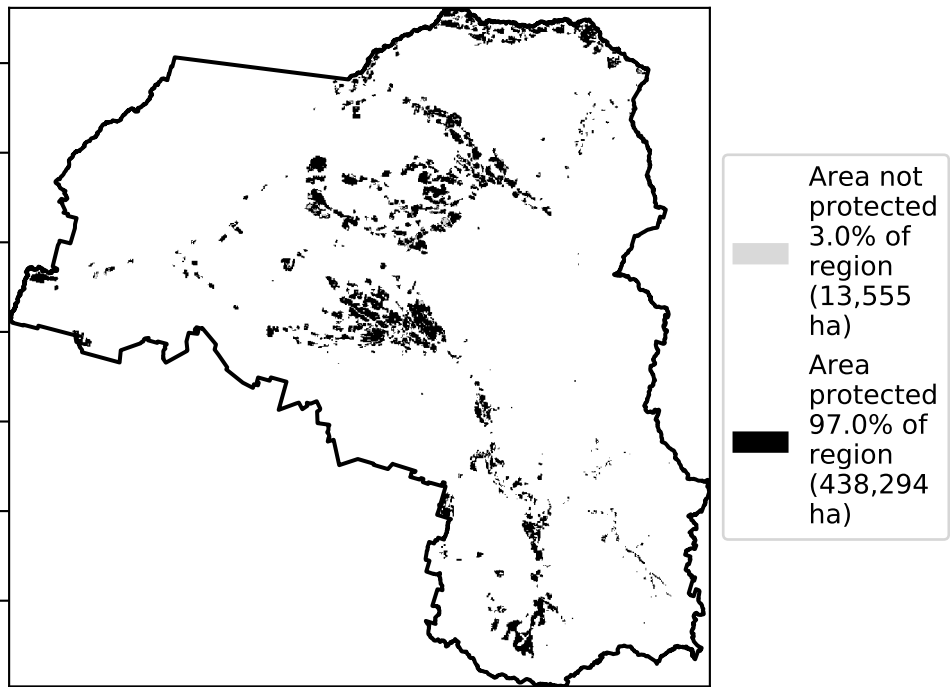 Area not
protected
3.0% of
region
(13,555
ha)
Area
protected
97.0% of
region
(438,294
ha)